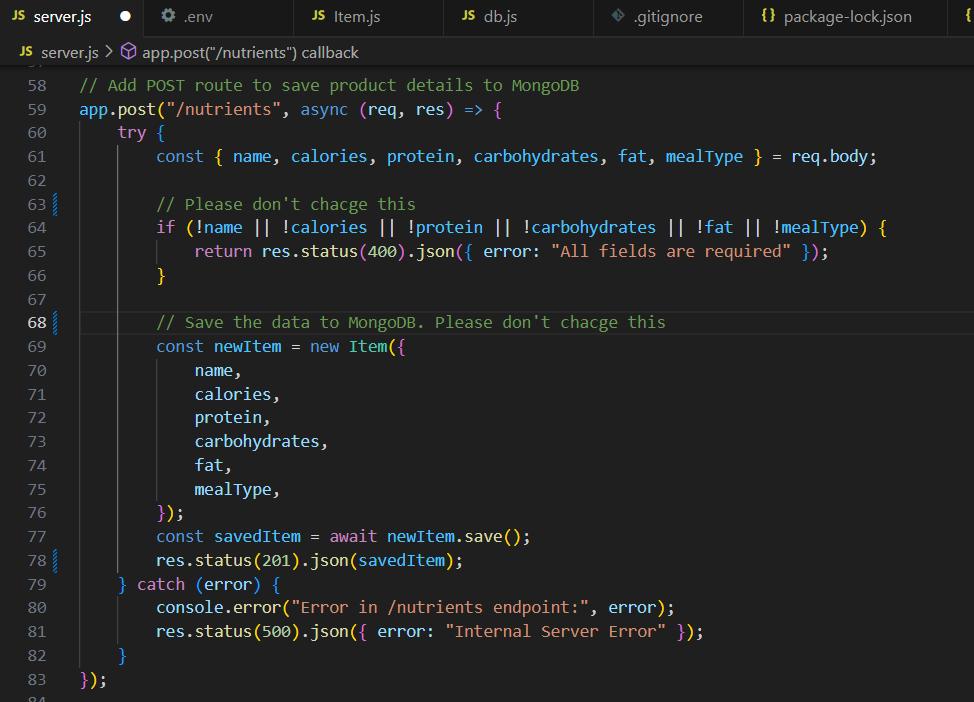 JS server.js ● .env JS Item.js JS db.js .gitignore {} package-lock.json {
JS server.js > app.post("/nutrients") callback
58 // Add POST route to save product details to MongoDB
59 app.post("/nutrients", async (req, res) => {
60 try {
61 const { name, calories, protein, carbohydrates, fat, mealType } = req.body;
62
63 // Please don't chacge this
64 if (!name || !calories || !protein || !carbohydrates || !fat || !mealType) {
65 return res.status(400).json({ error: "All fields are required" });
66 }
67
68 // Save the data to MongoDB. Please don't chacge this
69 const newItem = new Item({
70 name,
71 calories,
72 protein,
73 carbohydrates,
74 fat,
75 mealType,
76 });
77 const savedItem = await newItem.save();
78 res.status(201).json(savedItem);
79 } catch (error) {
80 console.error("Error in /nutrients endpoint:", error);
81 res.status(500).json({ error: "Internal Server Error" });
82 }
83 });